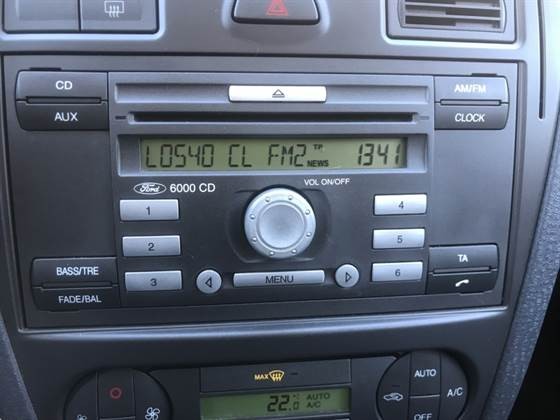 CD
AM/FM
AUX
CLOCK
LOS40 CL FM2 TP NEWS 1341
Ford 6000 CD
VOL ON/OFF
1
4
2
5
BASS/TRE
3
MENU
6
TA
FADE/BAL
MAX
22.0 °C AUTO A/C
AUTO
OFF
A/C